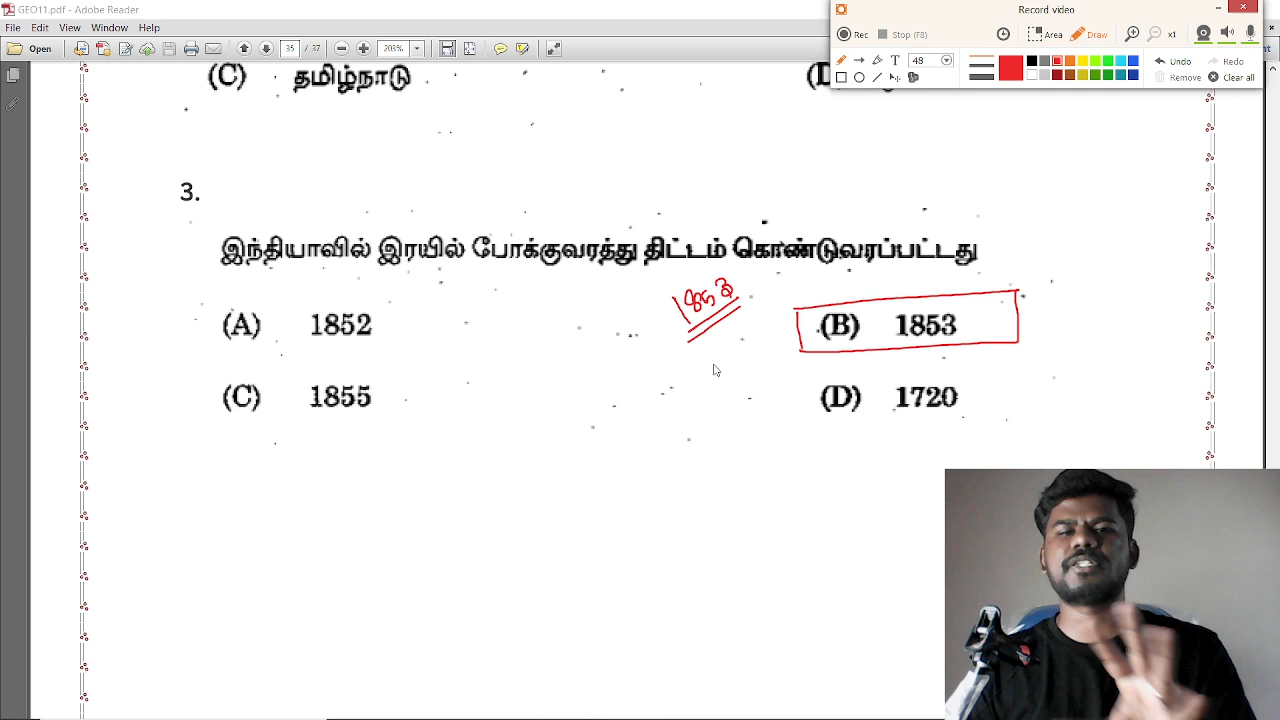 GEO11.pdf - Adobe Reader
Record video
File Edit View Window Help
Open 35 / 37 203%
Rec Stop (F8) Area Draw x1
T 48 Undo Redo
Remove Clear all
(C) தமிழ்நாடு
3.
இந்தியாவில் இரயில் போக்குவரத்து திட்டம் கொண்டுவரப்பட்டது
1853
(A) 1852 (B) 1853
(C) 1855 (D) 1720